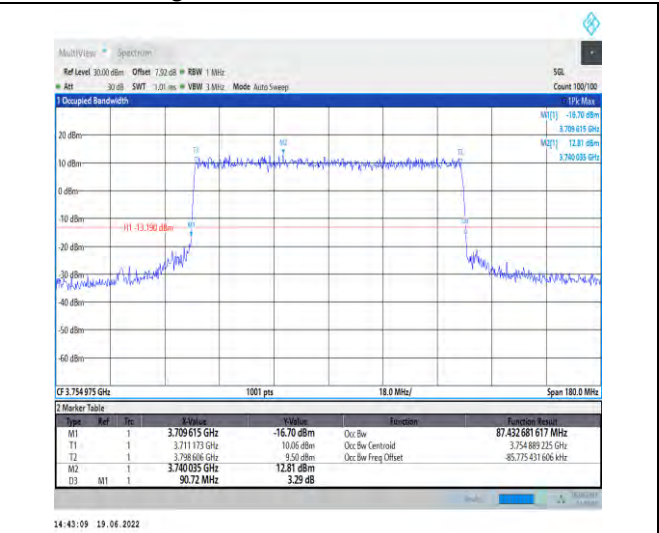 MultiView Spectrum
Ref Level 30.00 dBm Offset 7.92 dB RBW 1 MHz SGL
Att 30 dB SWT 1.01 ms VBW 3 MHz Mode Auto Sweep Count 100/100
1 Occupied Bandwidth 1Pk Max
M1[1] -16.70 dBm
3.709 615 GHz
M2[1] 12.81 dBm
3.740 035 GHz
20 dBm
M2
10 dBm
0 dBm
-10 dBm
H1 -13.190 dBm
M1
-20 dBm
-30 dBm
-40 dBm
-50 dBm
-60 dBm
CF 3.754 975 GHz 1001 pts 18.0 MHz/ Span 180.0 MHz
2 Marker Table
Type Ref Trc X-Value Y-Value Function Function Result
M1 1 3.709 615 GHz -16.70 dBm Occ Bw 87.432 681 617 MHz
T1 1 3.711 173 GHz 10.06 dBm Occ Bw Centroid 3.754 889 225 GHz
T2 1 3.798 606 GHz 9.50 dBm Occ Bw Freq Offset -85.775 431 606 kHz
M2 1 3.740 035 GHz 12.81 dBm
D3 M1 1 90.72 MHz 3.29 dB
14:43:09 19.06.2022